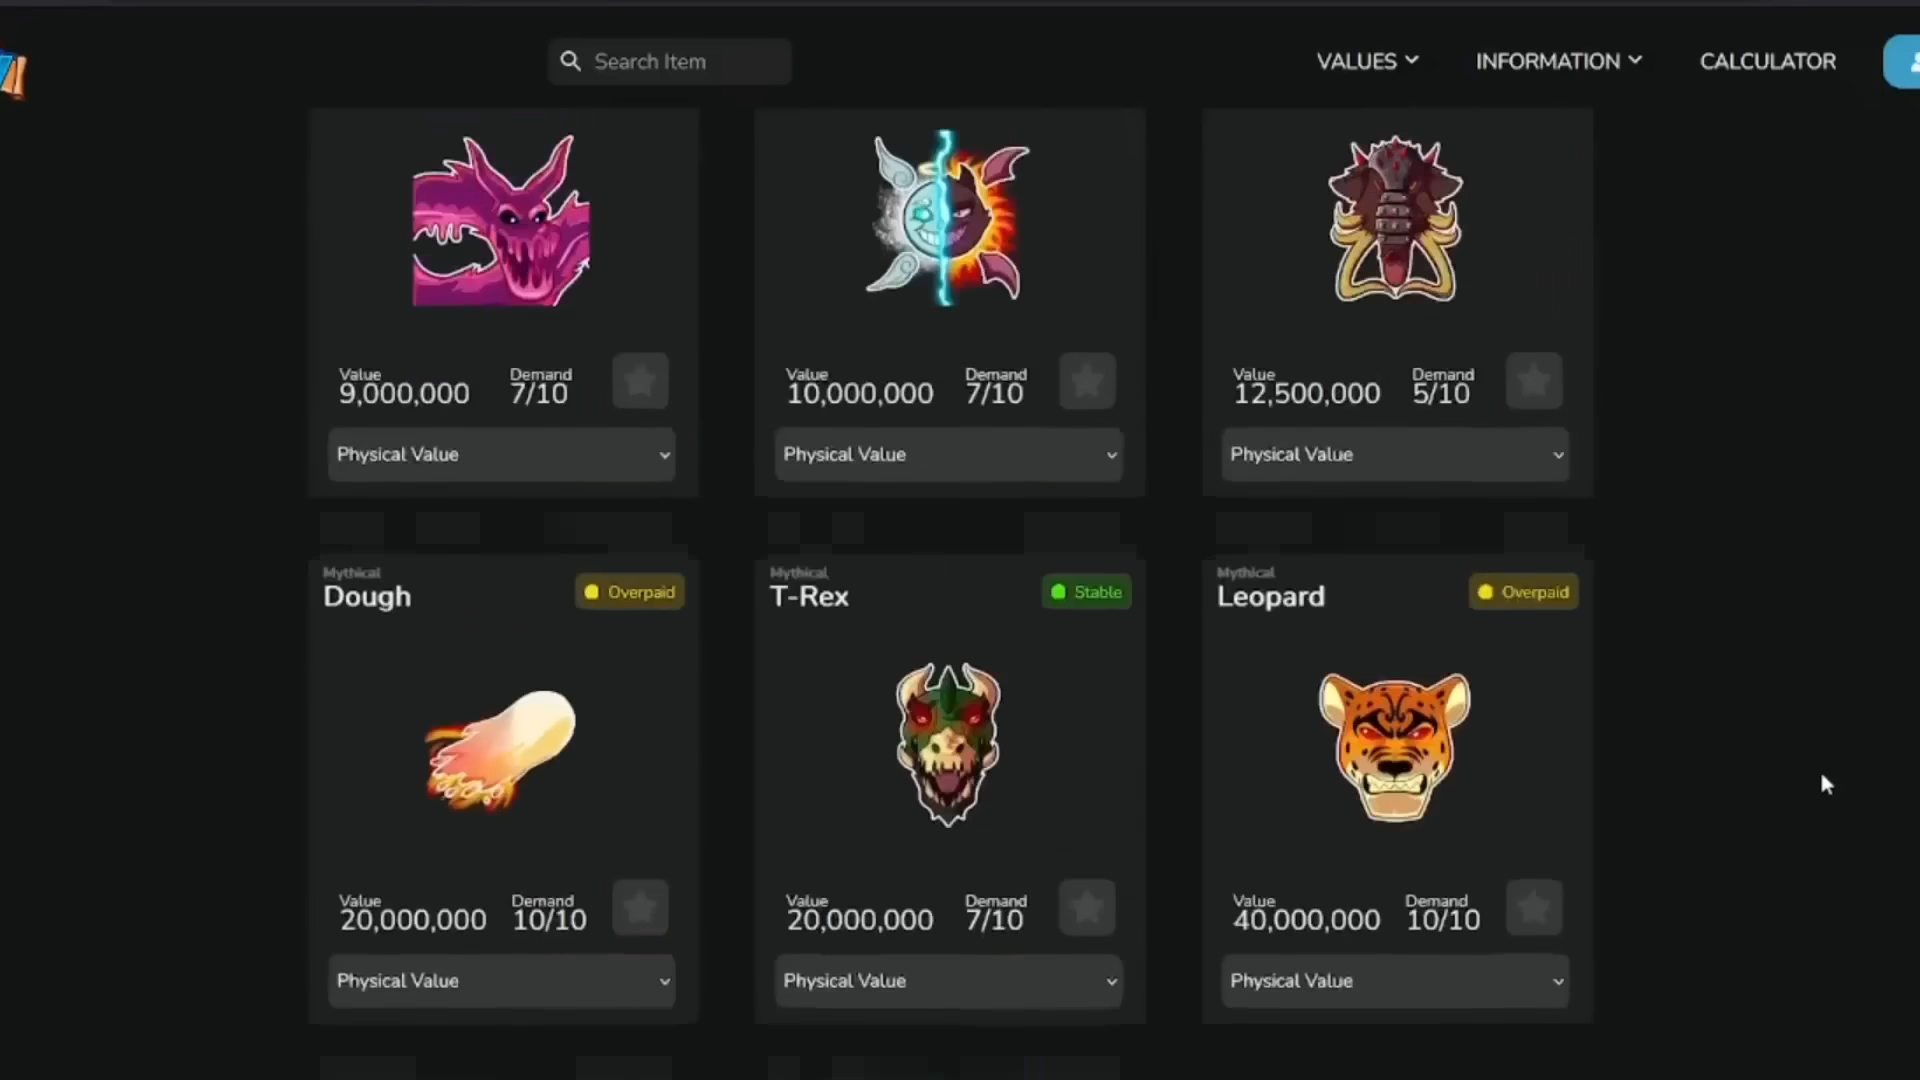 Search Item
VALUES
INFORMATION
CALCULATOR
Value
9,000,000
Demand
7/10
Physical Value
Value
10,000,000
Demand
7/10
Physical Value
Value
12,500,000
Demand
5/10
Physical Value
Mythical
Dough
Overpaid
Value
20,000,000
Demand
10/10
Physical Value
Mythical
T-Rex
Stable
Value
20,000,000
Demand
7/10
Physical Value
Mythical
Leopard
Overpaid
Value
40,000,000
Demand
10/10
Physical Value